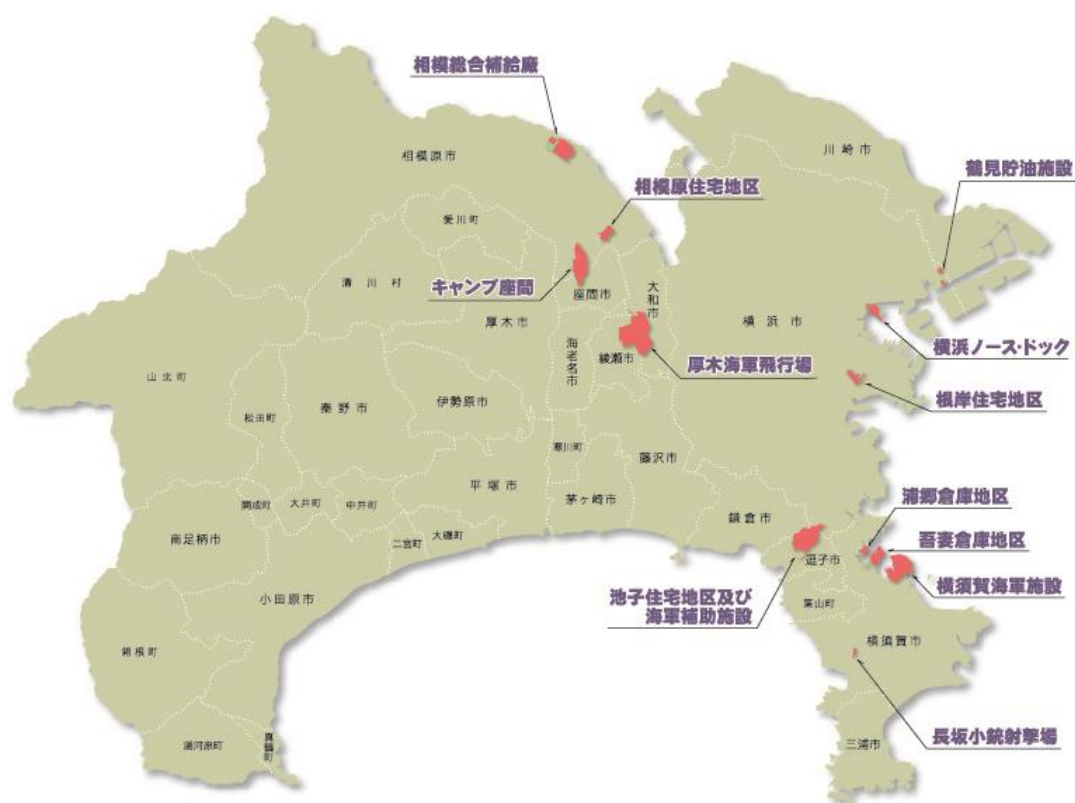 相模総合補給廠
川崎市
相模原市
鶴見貯油施設
相模原住宅地区
愛川町
清川村
キャンプ座間
座間市
大和市
厚木市
横浜市
横浜ノース・ドック
海老名市
綾瀬市
厚木海軍飛行場
山北町
根岸住宅地区
松田町
秦野市
伊勢原市
寒川町
藤沢市
平塚市
茅ヶ崎市
開成町
大井町
中井町
浦郷倉庫地区
鎌倉市
吾妻倉庫地区
南足柄市
二宮町
大磯町
逗子市
横須賀海軍施設
小田原市
池子住宅地区及び
海軍補助施設
葉山町
横須賀市
箱根町
長坂小銃射撃場
湯河原町
真鶴町
三浦市